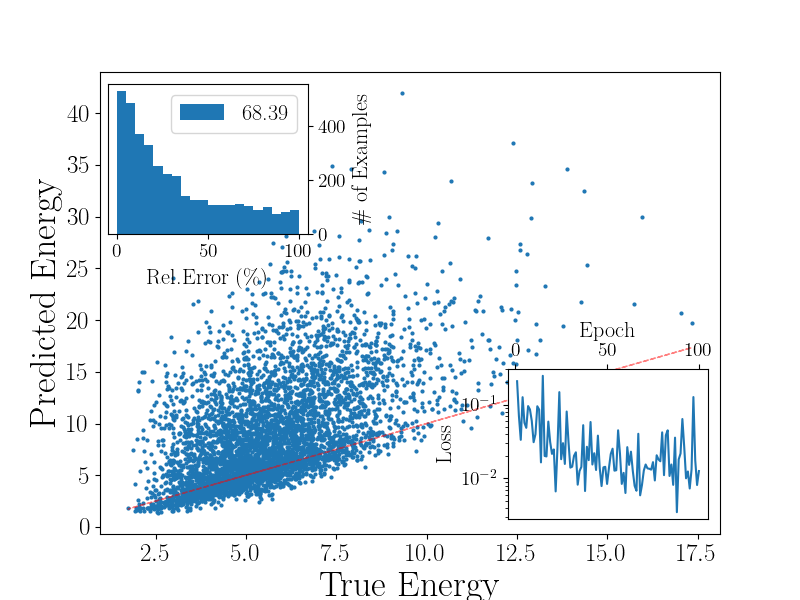 68.39
400
200
0
# of Examples
0 50 100
Rel.Error (%)
40
35
30
25
20
15
10
5
0
Predicted Energy
Epoch
0 50 100
10⁻¹
10⁻²
Loss
2.5 5.0 7.5 10.0 12.5 15.0 17.5
True Energy